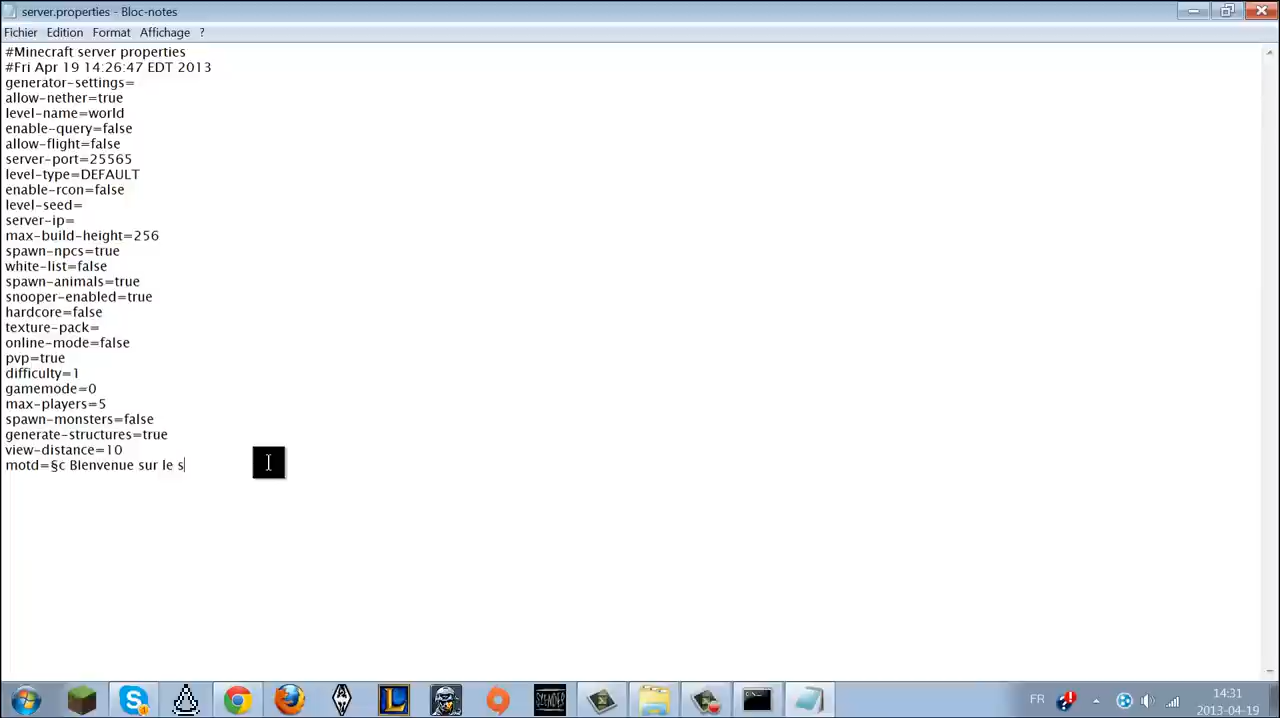 server.properties - Bloc-notes
Fichier Edition Format Affichage ?
#Minecraft server properties
#Fri Apr 19 14:26:47 EDT 2013
generator-settings=
allow-nether=true
level-name=world
enable-query=false
allow-flight=false
server-port=25565
level-type=DEFAULT
enable-rcon=false
level-seed=
server-ip=
max-build-height=256
spawn-npcs=true
white-list=false
spawn-animals=true
snooper-enabled=true
hardcore=false
texture-pack=
online-mode=false
pvp=true
difficulty=1
gamemode=0
max-players=5
spawn-monsters=false
generate-structures=true
view-distance=10
motd=§c BIenvenue sur le s
SLENDER
FR
14:31
2013-04-19